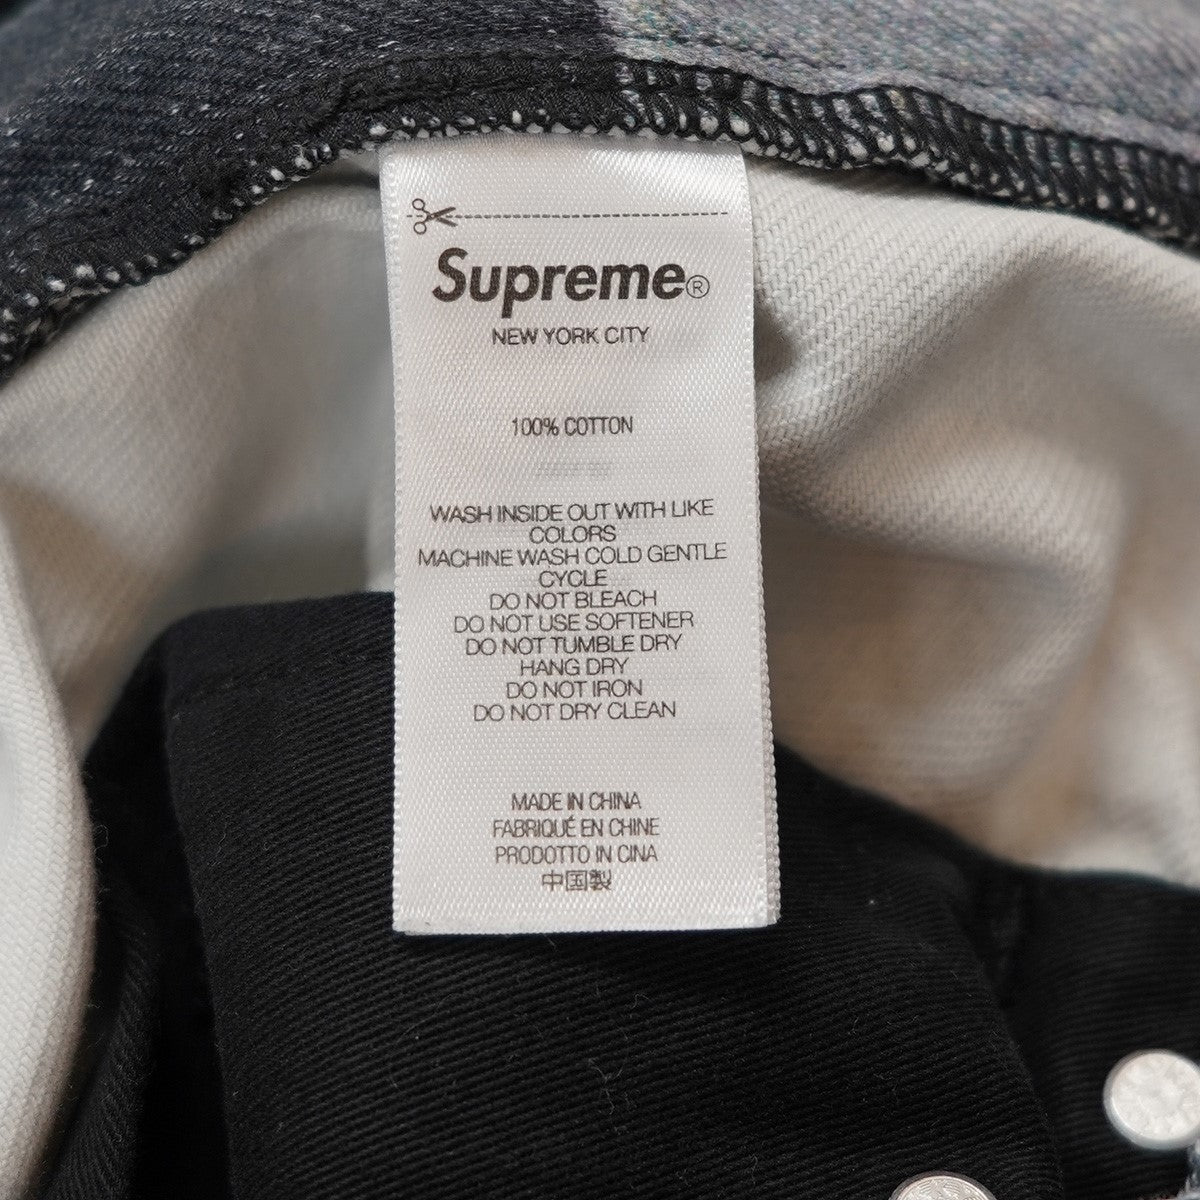 Supreme®
NEW YORK CITY
100% COTTON
WASH INSIDE OUT WITH LIKE
COLORS
MACHINE WASH COLD GENTLE
CYCLE
DO NOT BLEACH
DO NOT USE SOFTENER
DO NOT TUMBLE DRY
HANG DRY
DO NOT IRON
DO NOT DRY CLEAN
MADE IN CHINA
FABRIQUÉ EN CHINE
PRODOTTO IN CINA
中国製